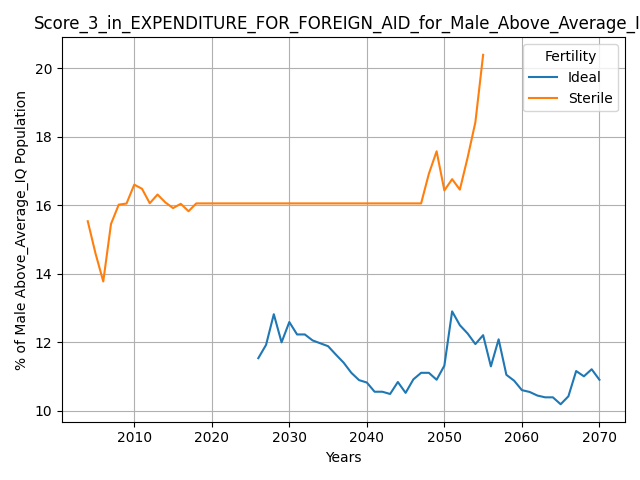 Score_3_in_EXPENDITURE_FOR_FOREIGN_AID_for_Male_Above_Average_I
Fertility
Ideal
Sterile
% of Male Above_Average_IQ Population
20
18
16
14
12
10
2010 2020 2030 2040 2050 2060 2070
Years